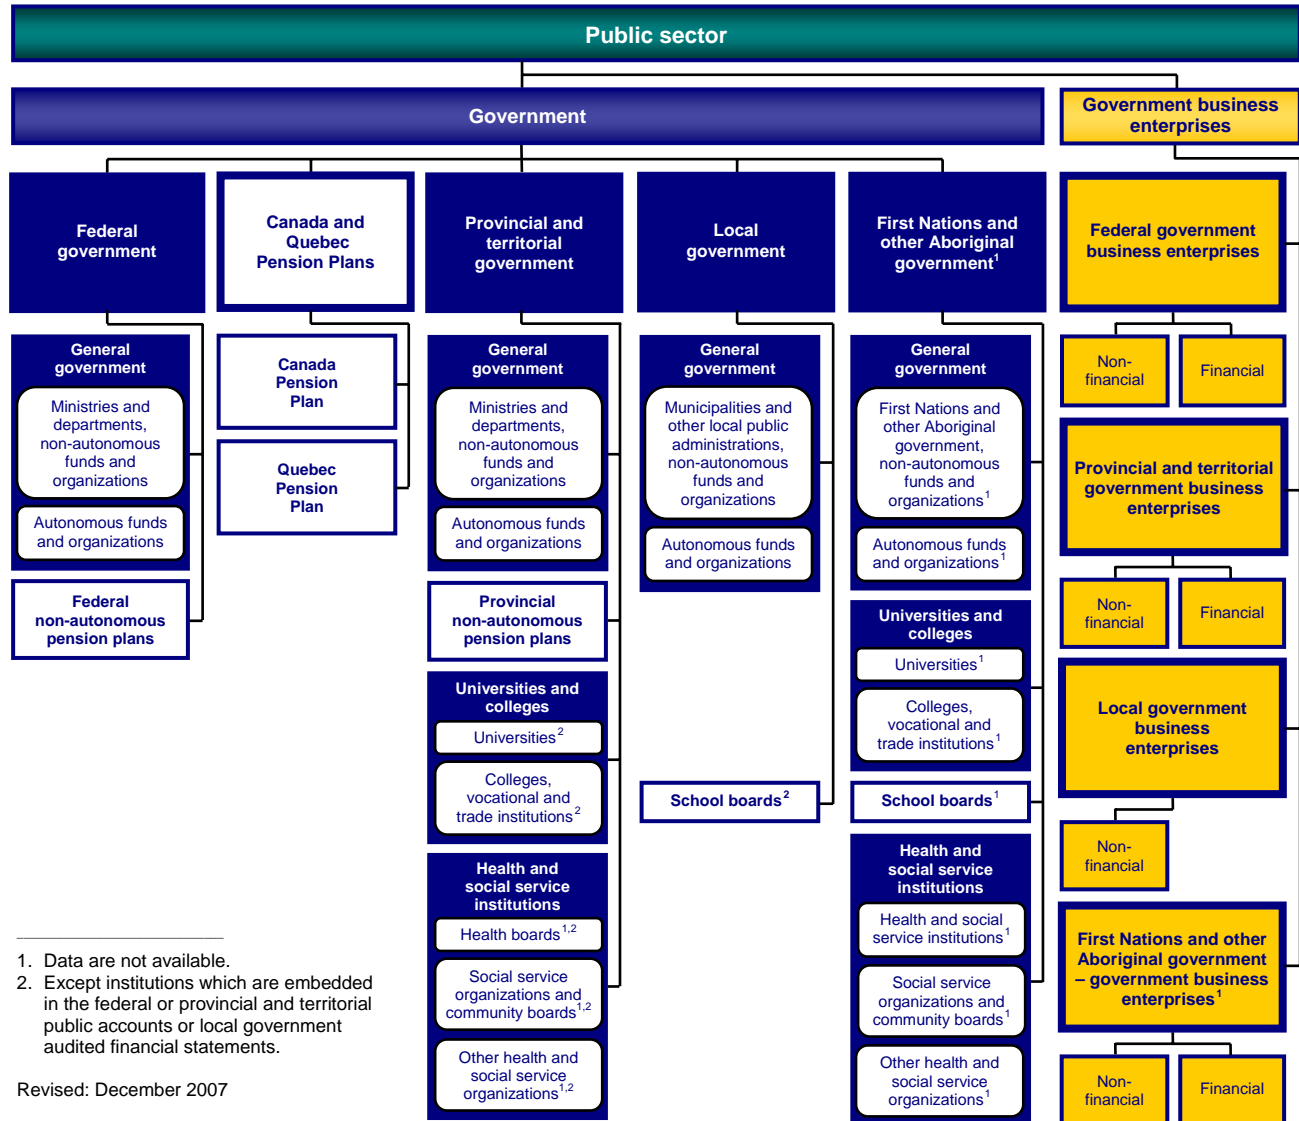 Public sector
Government
Government business
enterprises
Federal
government
Canada and
Quebec
Pension Plans
Provincial and
territorial
government
Local
government
First Nations and
other Aboriginal
government1
Federal government
business enterprises
General
government
Ministries and
departments,
non-autonomous
funds and
organizations
Autonomous funds
and organizations
Federal
non-autonomous
pension plans
Canada
Pension
Plan
Quebec
Pension
Plan
General
government
Ministries and
departments,
non-autonomous
funds and
organizations
Autonomous funds
and organizations
Provincial
non-autonomous
pension plans
Universities and
colleges
Universities2
Colleges,
vocational and
trade institutions2
Health and
social service
institutions
Health boards1,2
Social service
organizations and
community boards1,2
Other health and
social service
organizations1,2
General
government
Municipalities and
other local public
administrations,
non-autonomous
funds and
organizations
Autonomous funds
and organizations
School boards2
General
government
First Nations and
other Aboriginal
government,
non-autonomous
funds and
organizations1
Autonomous funds
and organizations1
Universities and
colleges
Universities1
Colleges,
vocational and
trade institutions1
School boards1
Health and
social service
institutions
Health and social
service institutions1
Social service
organizations and
community boards1
Other health and
social service
organizations1
Non-
financial
Financial
Provincial and territorial
government business
enterprises
Non-
financial
Financial
Local government
business
enterprises
Non-
financial
First Nations and other
Aboriginal government
– government business
enterprises1
Non-
financial
Financial
1. Data are not available.
2. Except institutions which are embedded
in the federal or provincial and territorial
public accounts or local government
audited financial statements.
Revised: December 2007